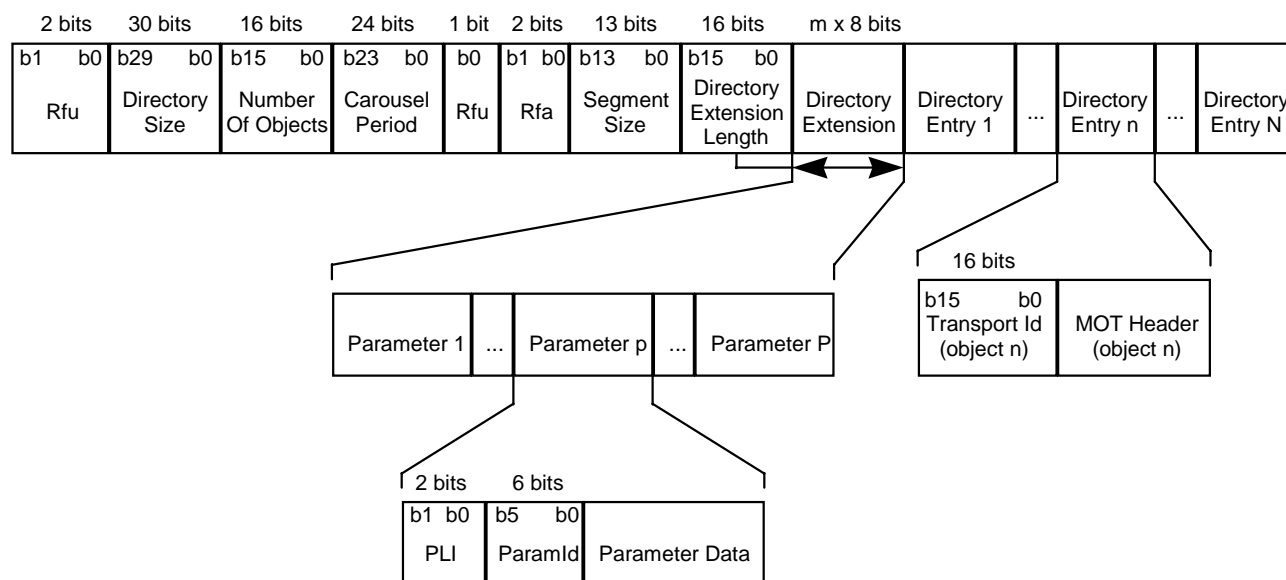 2 bits 30 bits 16 bits 24 bits 1 bit 2 bits 13 bits 16 bits m x 8 bits
b1 b0 b29 b0 b15 b0 b23 b0 b0 b1 b0 b13 b0 b15 b0
Rfu
Directory
Size
Number
Of Objects
Carousel
Period
Rfu
Rfa
Segment
Size
Directory
Extension
Length
Directory
Extension
Directory
Entry 1
...
Directory
Entry n
...
Directory
Entry N
16 bits
b15 b0
Transport Id
(object n)
MOT Header
(object n)
Parameter 1 ... Parameter p ... Parameter P
2 bits 6 bits
b1 b0 b5 b0
PLI ParamId Parameter Data